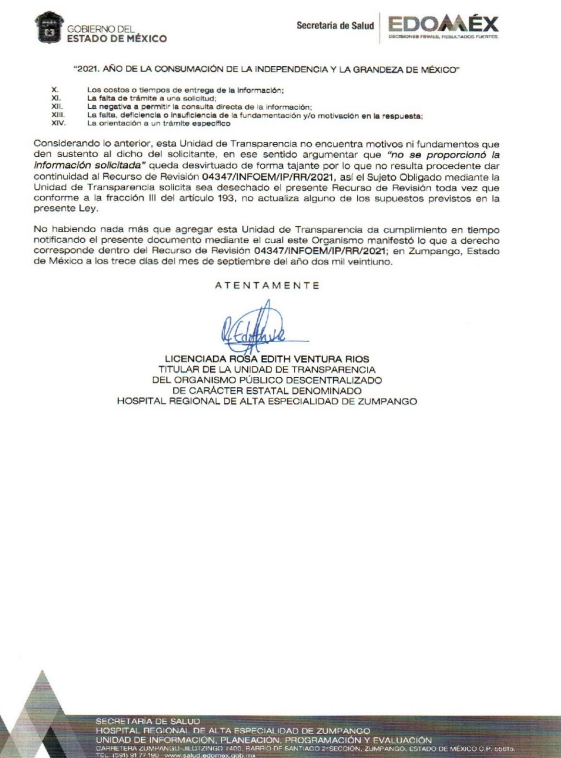 GOBIERNO DEL
ESTADO DE MÉXICO
Secretaria de Salud
EDOMÉX
DECISIONES FIRMES, RESULTADOS FUERTES.
"2021. AÑO DE LA CONSUMACIÓN DE LA INDEPENDENCIA Y LA GRANDEZA DE MÉXICO"
X. Los costos o tiempos de entrega de la información;
XI. La falta de trámite a una solicitud;
XII. La negativa a permitir la consulta directa de la información;
XIII. La falta, deficiencia o insuficiencia de la fundamentación y/o motivación en la respuesta;
XIV. La orientación a un trámite específico
Considerando lo anterior, esta Unidad de Transparencia no encuentra motivos ni fundamentos que
den sustento al dicho del solicitante, en ese sentido argumentar que "no se proporcionó la
información solicitada" queda desvirtuado de forma tajante por lo que no resulta procedente dar
continuidad al Recurso de Revisión 04347/INFOEM/IP/RR/2021, así el Sujeto Obligado mediante la
Unidad de Transparencia solicita sea desechado el presente Recurso de Revisión toda vez que
conforme a la fracción III del artículo 193, no actualiza alguno de los supuestos previstos en la
presente Ley.
No habiendo nada más que agregar esta Unidad de Transparencia da cumplimiento en tiempo
notificando el presente documento mediante el cual este Organismo manifestó lo que a derecho
corresponde dentro del Recurso de Revisión 04347/INFOEM/IP/RR/2021; en Zumpango, Estado
de México a los trece días del mes de septiembre del año dos mil veintiuno.
ATENTAMENTE
LICENCIADA ROSA EDITH VENTURA RIOS
TITULAR DE LA UNIDAD DE TRANSPARENCIA
DEL ORGANISMO PÚBLICO DESCENTRALIZADO
DE CARÁCTER ESTATAL DENOMINADO
HOSPITAL REGIONAL DE ALTA ESPECIALIDAD DE ZUMPANGO
SECRETARÍA DE SALUD
HOSPITAL REGIONAL DE ALTA ESPECIALIDAD DE ZUMPANGO
UNIDAD DE INFORMACIÓN, PLANEACIÓN, PROGRAMACIÓN Y EVALUACIÓN
CARRETERA ZUMPANGO-JILOTZINGO 1400, BARRIO DE SANTIAGO 2ª SECCIÓN, ZUMPANGO, ESTADO DE MÉXICO C.P. 55615.
TEL. (591) 91 77190 www.salud.edomex.gob.mx